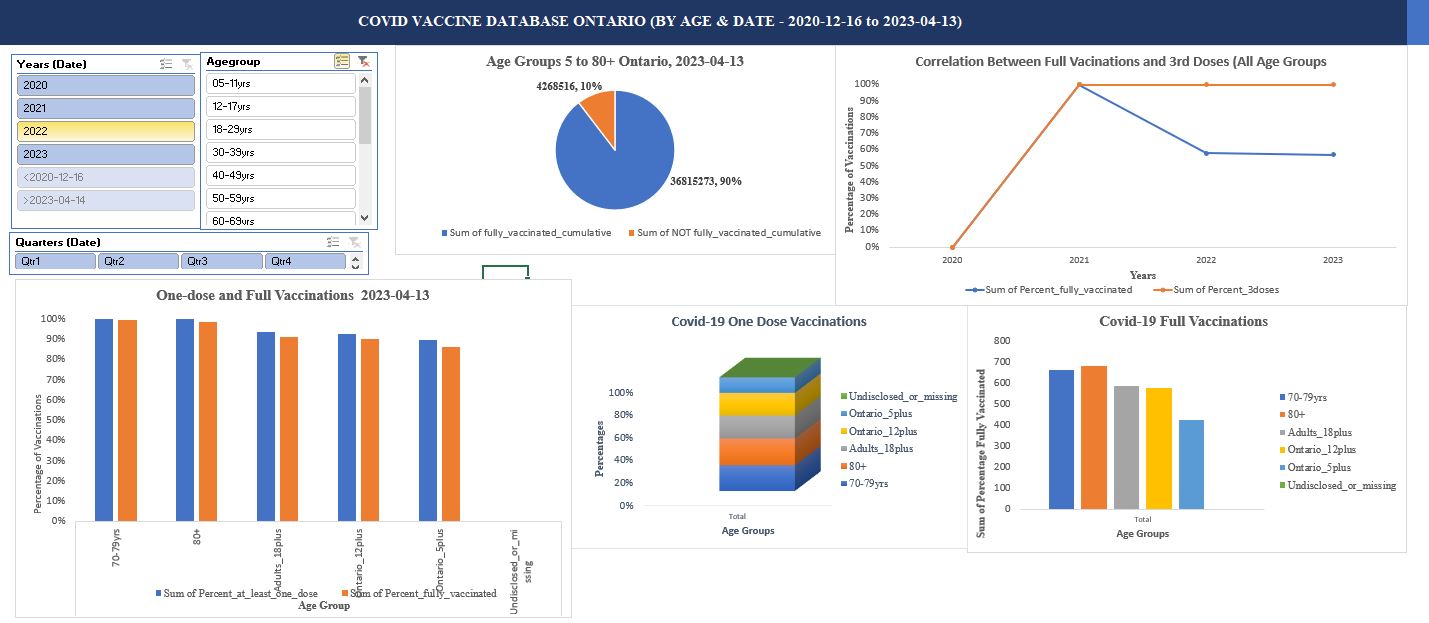 COVID VACCINE DATABASE ONTARIO (BY AGE & DATE - 2020-12-16 to 2023-04-13)
Years (Date)
2020
2021
2022
2023
<2020-12-16
>2023-04-14
Agegroup
05-11yrs
12-17yrs
18-29yrs
30-39yrs
40-49yrs
50-59yrs
60-69yrs
Quarters (Date)
Qtr1
Qtr2
Qtr3
Qtr4
Age Groups 5 to 80+ Ontario, 2023-04-13
4268516, 10%
36815273, 90%
Sum of fully_vaccinated_cumulative
Sum of NOT fully_vaccinated_cumulative
Correlation Between Full Vacinations and 3rd Doses (All Age Groups
Percentage of Vaccinations
100%
90%
80%
70%
60%
50%
40%
30%
20%
10%
0%
2020
2021
2022
2023
Years
Sum of Percent_fully_vaccinated
Sum of Percent_3doses
One-dose and Full Vaccinations 2023-04-13
Percentage of Vaccinations
100%
90%
80%
70%
60%
50%
40%
30%
20%
10%
0%
70-79yrs
80+
Adults_18plus
Ontario_12plus
Ontario_5plus
Undisclosed_or_mi
ssing
Sum of Percent_at_least_one_dose
Sum of Percent_fully_vaccinated
Age Group
Covid-19 One Dose Vaccinations
Percentages
100%
80%
60%
40%
20%
0%
Total
Age Groups
Undisclosed_or_missing
Ontario_5plus
Ontario_12plus
Adults_18plus
80+
70-79yrs
Covid-19 Full Vaccinations
Sum of Percentage Fully Vaccinated
800
700
600
500
400
300
200
100
0
Total
Age Groups
70-79yrs
80+
Adults_18plus
Ontario_12plus
Ontario_5plus
Undisclosed_or_missing